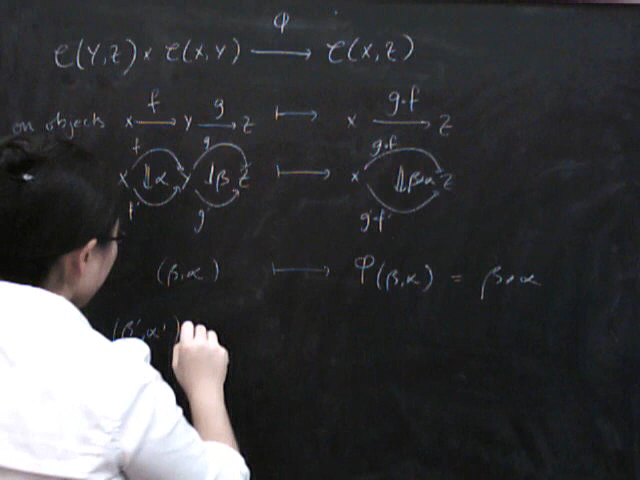 φ
C(Y,Z) × C(X,Y) ⟶ C(X,Z)
on objects X —f→ Y —g→ Z ⟼ X —g·f→ Z
f g g·f
X ⇓α Y ⇓β Z ⟼ X ⇓β*α Z
f' g' g'·f'
(β,α) ⟼ φ(β,α) = β*α
(β',α')